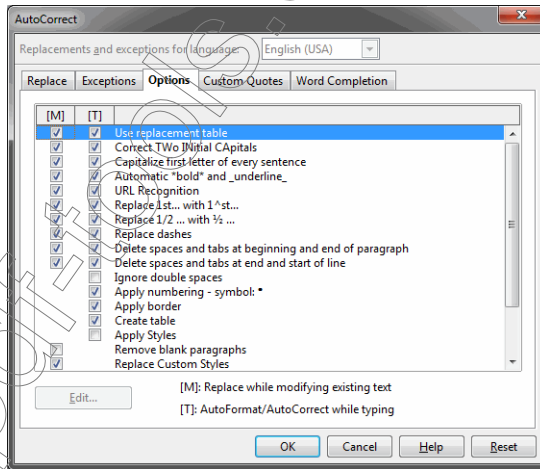 AutoCorrect
Replacements and exceptions for language: English (USA)
Replace Exceptions Options Custom Quotes Word Completion
[M] [T]
Use replacement table
Correct TWo INitial CApitals
Capitalize first letter of every sentence
Automatic *bold* and _underline_
URL Recognition
Replace 1st... with 1^st...
Replace 1/2 ... with ½ ...
Replace dashes
Delete spaces and tabs at beginning and end of paragraph
Delete spaces and tabs at end and start of line
Ignore double spaces
Apply numbering - symbol: •
Apply border
Create table
Apply Styles
Remove blank paragraphs
Replace Custom Styles
Edit...
[M]: Replace while modifying existing text
[T]: AutoFormat/AutoCorrect while typing
OK Cancel Help Reset